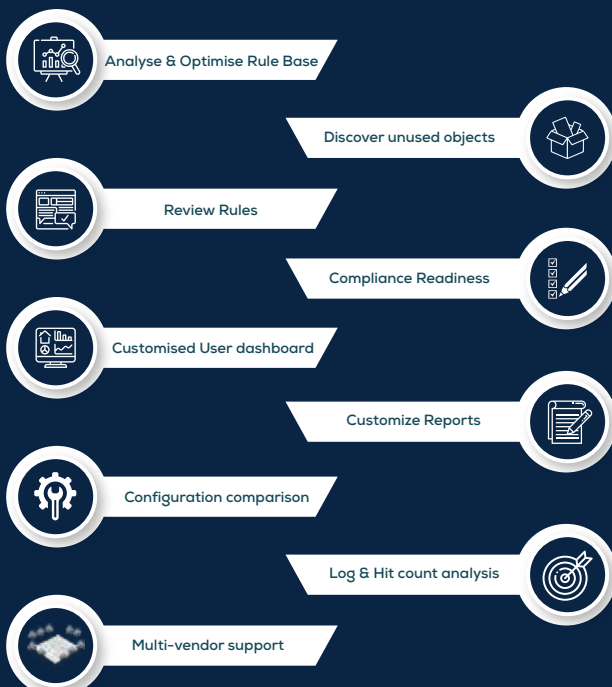 Analyse & Optimise Rule Base
Discover unused objects
Review Rules
Compliance Readiness
Customised User dashboard
Customize Reports
Configuration comparison
Log & Hit count analysis
Multi-vendor support